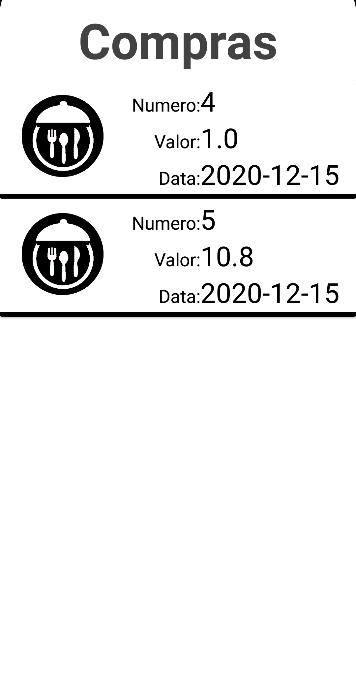 Compras
Numero:4
Valor:1.0
Data:2020-12-15
Numero:5
Valor:10.8
Data:2020-12-15